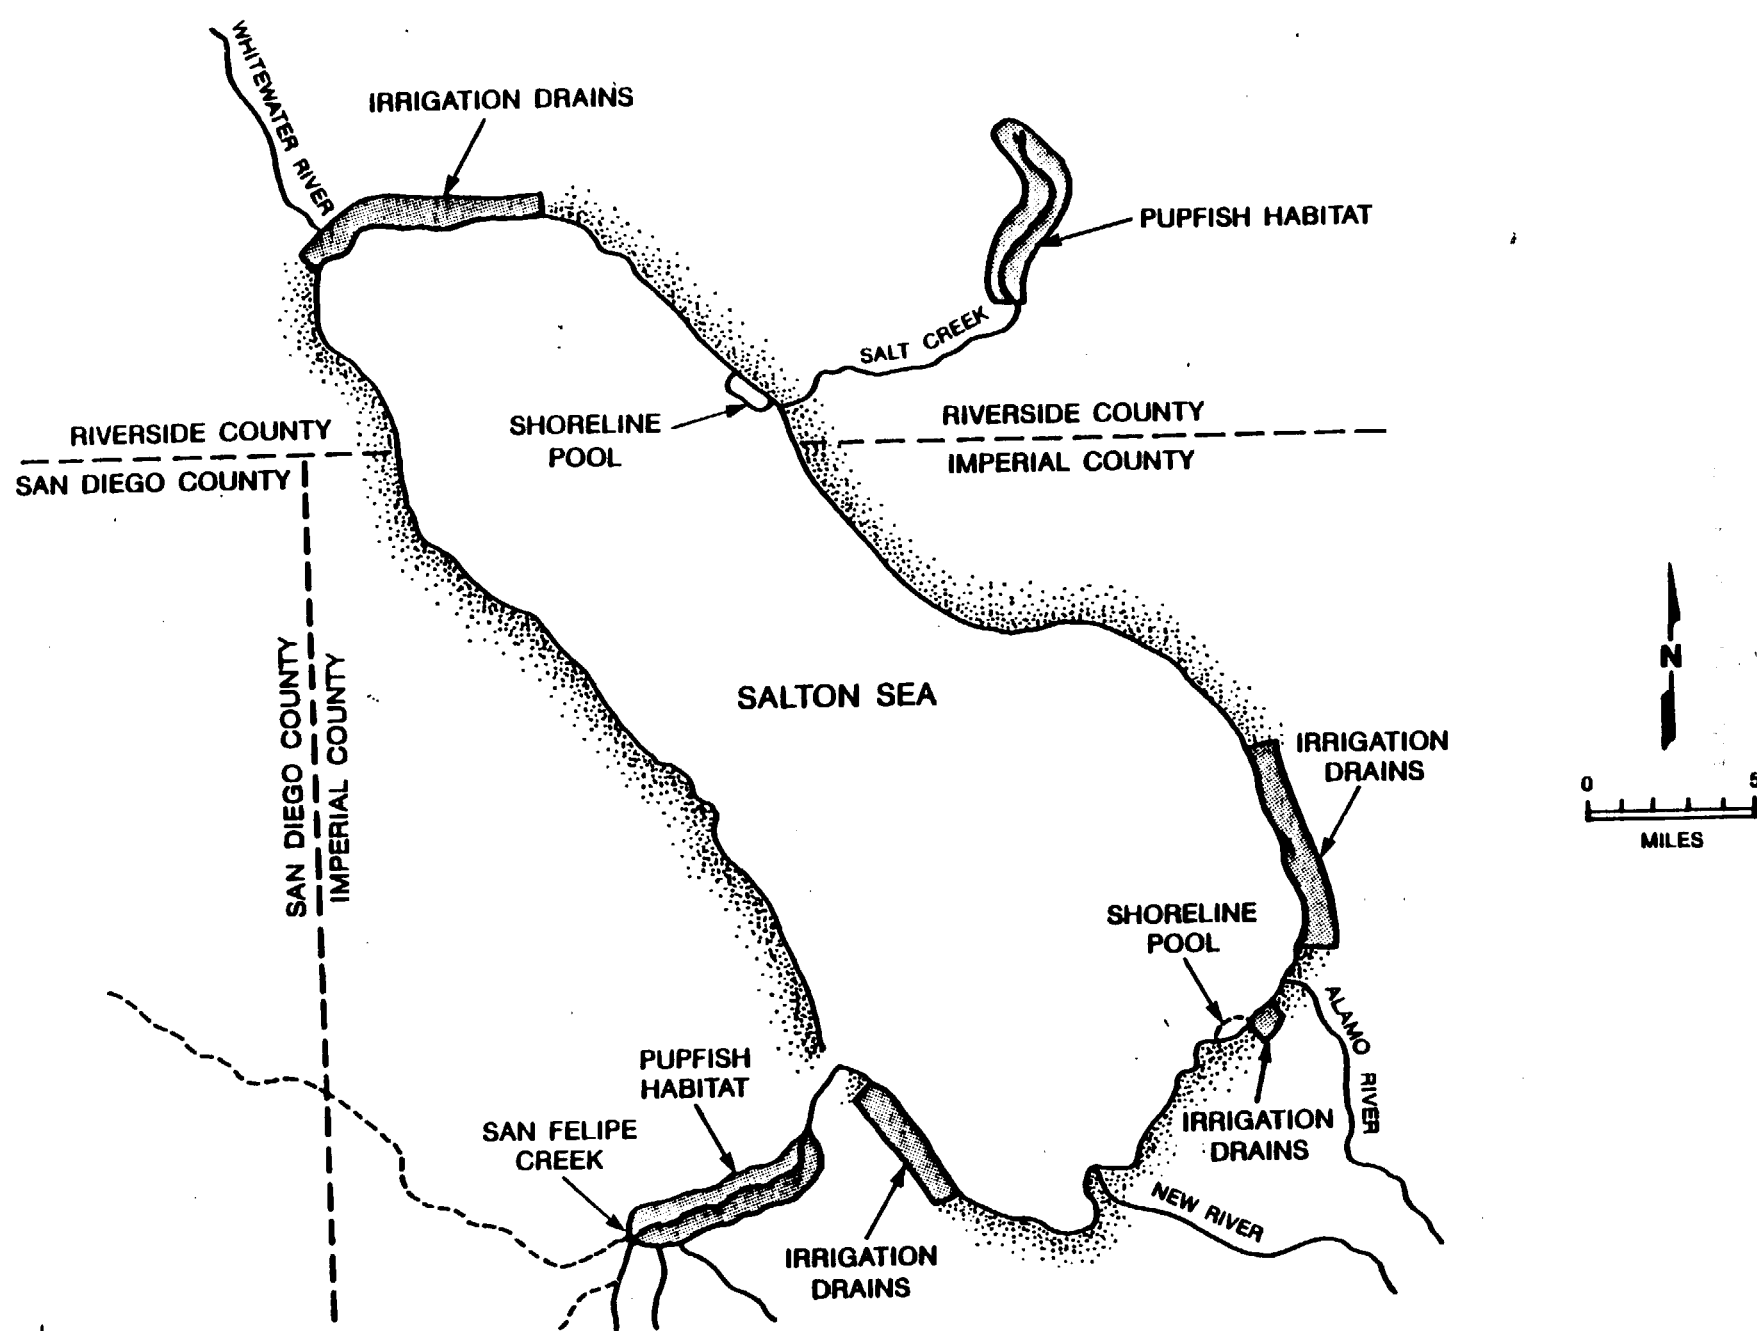 WHITEWATER RIVER
IRRIGATION DRAINS
PUPFISH HABITAT
SALT CREEK
SHORELINE
POOL
RIVERSIDE COUNTY
SAN DIEGO COUNTY
RIVERSIDE COUNTY
IMPERIAL COUNTY
SAN DIEGO COUNTY
IMPERIAL COUNTY
SALTON SEA
N
0 5
MILES
IRRIGATION
DRAINS
SHORELINE
POOL
ALAMO RIVER
IRRIGATION
DRAINS
NEW RIVER
PUPFISH
HABITAT
SAN FELIPE
CREEK
IRRIGATION
DRAINS